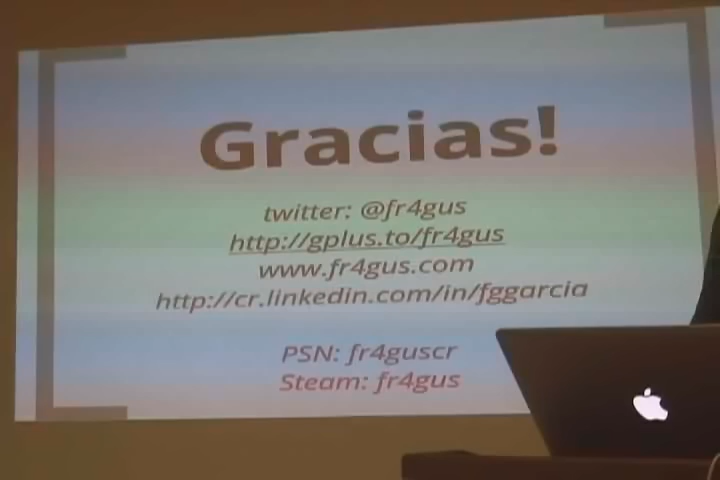 Gracias!
twitter: @fr4gus
http://gplus.to/fr4gus
www.fr4gus.com
http://cr.linkedin.com/in/fggarcia
PSN: fr4guscr
Steam: fr4gus